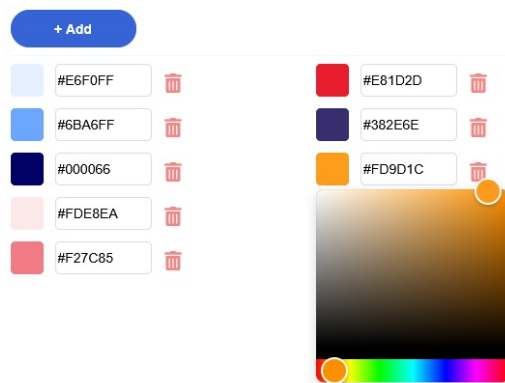 + Add
#E6F0FF
#E81D2D
#6BA6FF
#382E6E
#000066
#FD9D1C
#FDE8EA
#F27C85